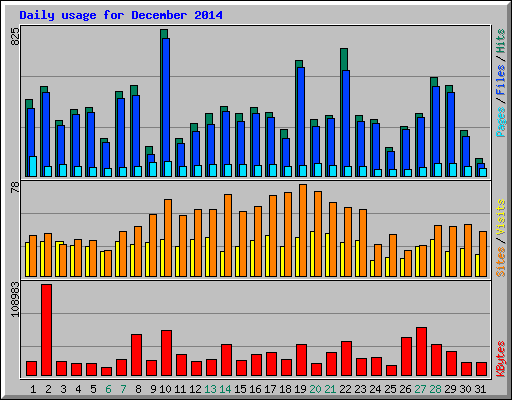 Daily usage for December 2014
825
Pages / Files / Hits
78
Sites / Visits
108983
KBytes
1 2 3 4 5 6 7 8 9 10 11 12 13 14 15 16 17 18 19 20 21 22 23 24 25 26 27 28 29 30 31